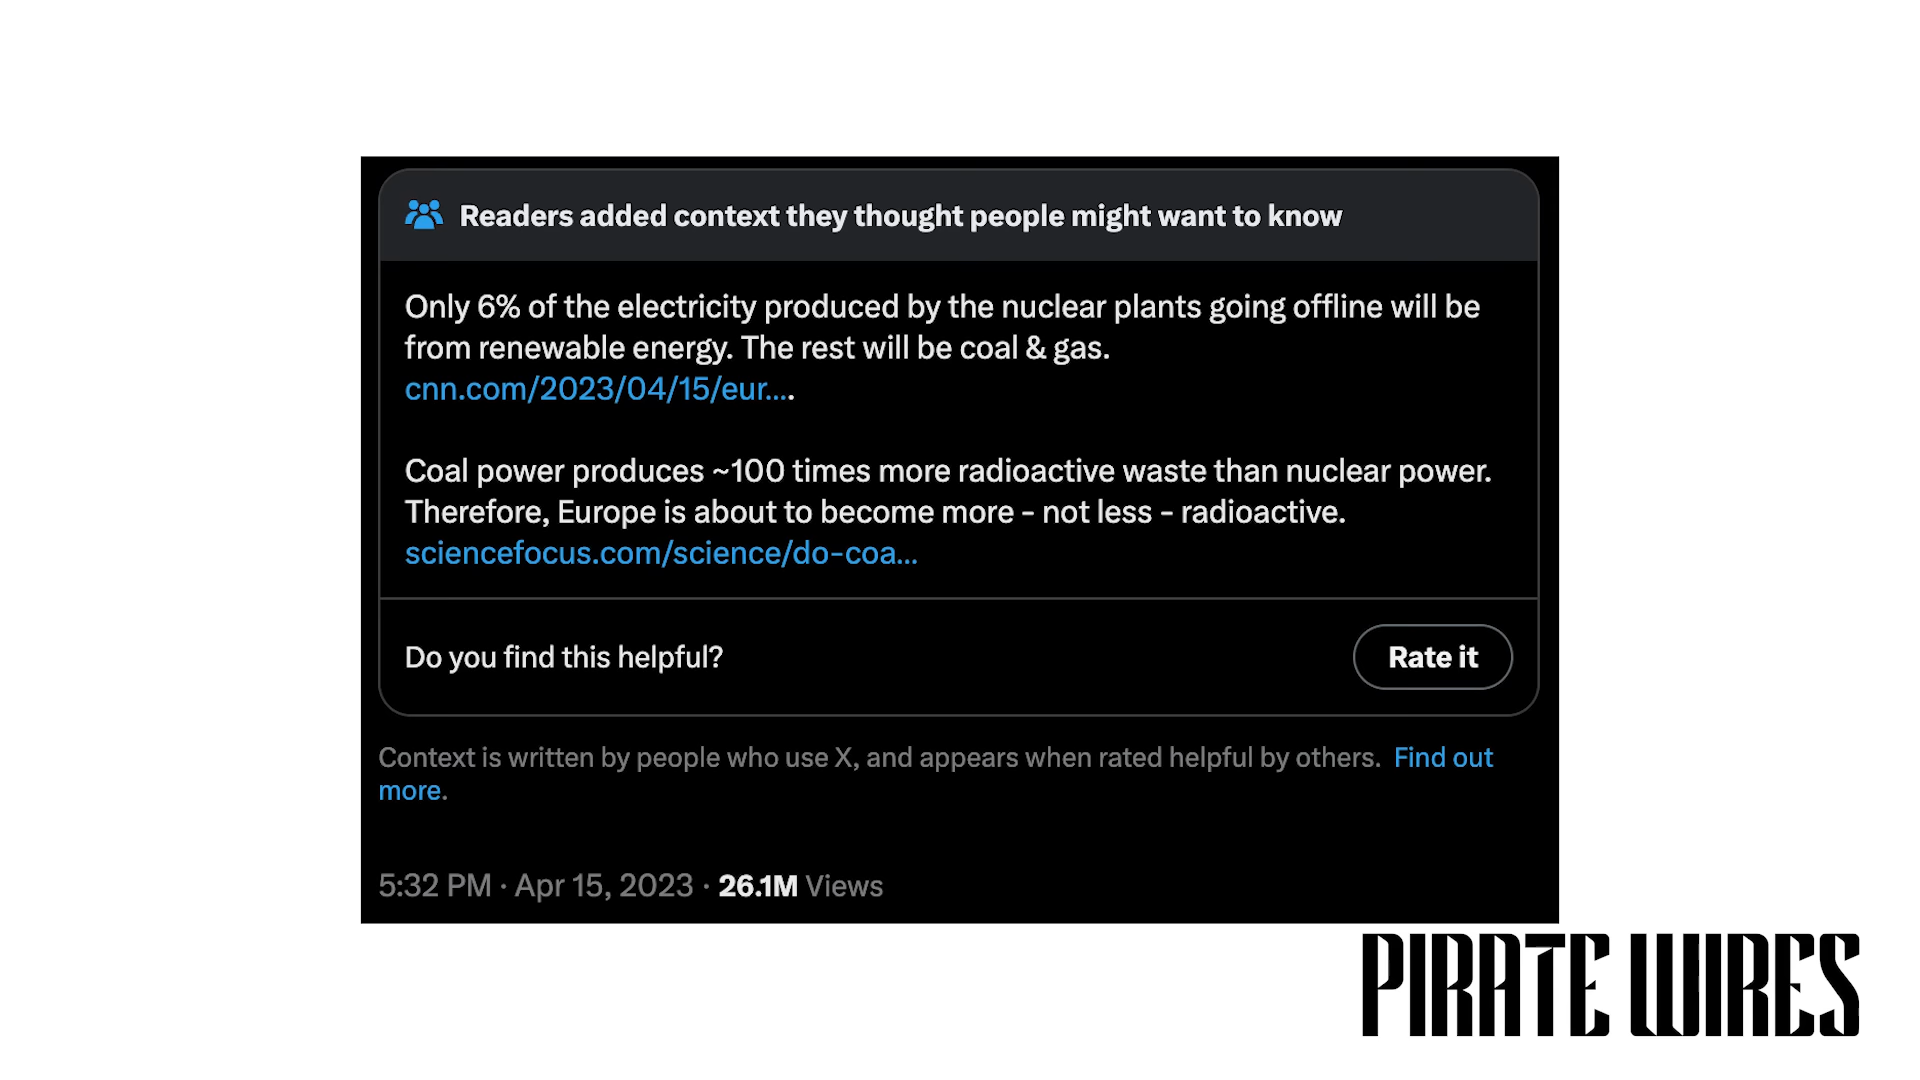 Readers added context they thought people might want to know
Only 6% of the electricity produced by the nuclear plants going offline will be
from renewable energy. The rest will be coal & gas.
cnn.com/2023/04/15/eur....
Coal power produces ~100 times more radioactive waste than nuclear power.
Therefore, Europe is about to become more - not less - radioactive.
sciencefocus.com/science/do-coa...
Do you find this helpful?
Rate it
Context is written by people who use X, and appears when rated helpful by others. Find out
more.
5:32 PM · Apr 15, 2023 · 26.1M Views
PIRATE WIRES